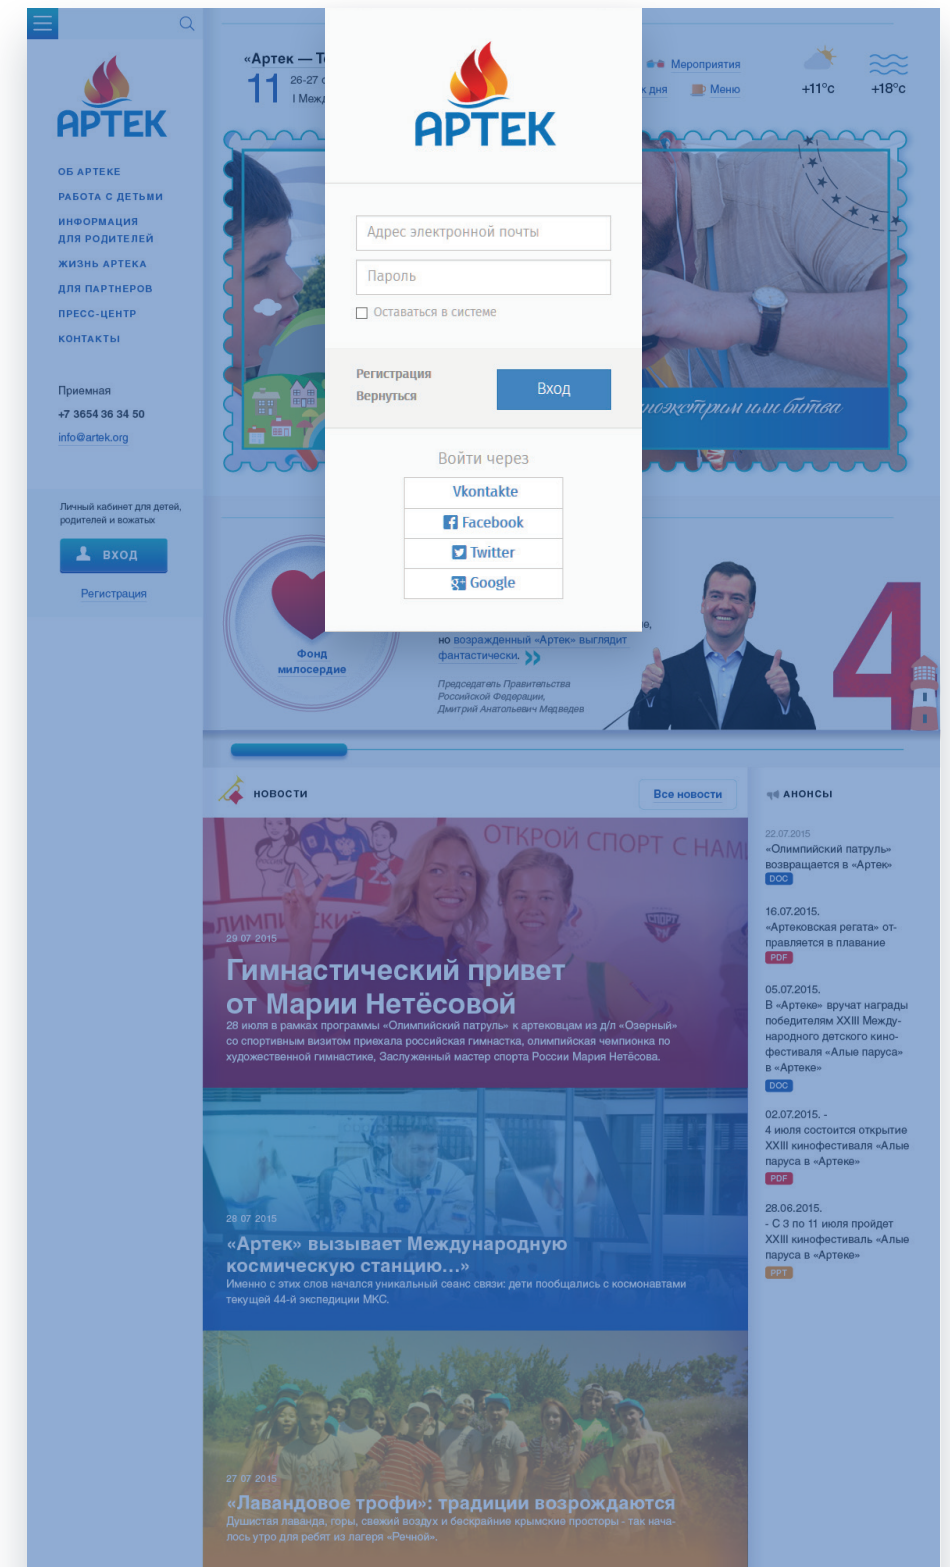 АРТЕК
ОБ АРТЕКЕ
РАБОТА С ДЕТЬМИ
ИНФОРМАЦИЯ
ДЛЯ РОДИТЕЛЕЙ
ЖИЗНЬ АРТЕКА
ДЛЯ ПАРТНЕРОВ
ПРЕСС-ЦЕНТР
КОНТАКТЫ
Приемная
+7 3654 36 34 50
info@artek.org
Личный кабинет для детей,
родителей и вожатых
ВХОД
Регистрация
«Артек — Т
11
26-27
I Меж
Мероприятия
дня
Меню
+11°c
+18°c
АРТЕК
Адрес электронной почты
Пароль
Оставаться в системе
Регистрация
Вернуться
Вход
Войти через
Vkontakte
Facebook
Twitter
Google
или битва
Фонд
милосердие
но возражденный «Артек» выглядит
фантастически.
Председатель Правительства
Российской Федерации,
Дмитрий Анатольевич Медведев
4
НОВОСТИ
Все новости
ОТКРОЙ СПОРТ С НАМИ
29 07 2015
Гимнастический привет
от Марии Нетёсовой
28 июля в рамках программы «Олимпийский патруль» к артековцам из д/л «Озерный»
со спортивным визитом приехала российская гимнастка, олимпийская чемпионка по
художественной гимнастике, Заслуженный мастер спорта России Мария Нетёсова.
28 07 2015
«Артек» вызывает Международную
космическую станцию…»
Именно с этих слов начался уникальный сеанс связи: дети пообщались с космонавтами
текущей 44-й экспедиции МКС.
27 07 2015
«Лавандовое трофи»: традиции возрождаются
Душистая лаванда, горы, свежий воздух и бескрайние крымские просторы - так нача-
лось утро для ребят из лагеря «Речной».
АНОНСЫ
22.07.2015
«Олимпийский патруль»
возвращается в «Артек»
DOC
16.07.2015.
«Артековская регата» от-
правляется в плавание
PDF
05.07.2015.
В «Артеке» вручат награды
победителям XXIII Между-
народного детского кино-
фестиваля «Алые паруса»
в «Артеке»
DOC
02.07.2015. -
4 июля состоится открытие
XXIII кинофестиваля «Алые
паруса в «Артеке»
PDF
28.06.2015.
- С 3 по 11 июля пройдет
XXIII кинофестиваль «Алые
паруса в «Артеке»
PPT